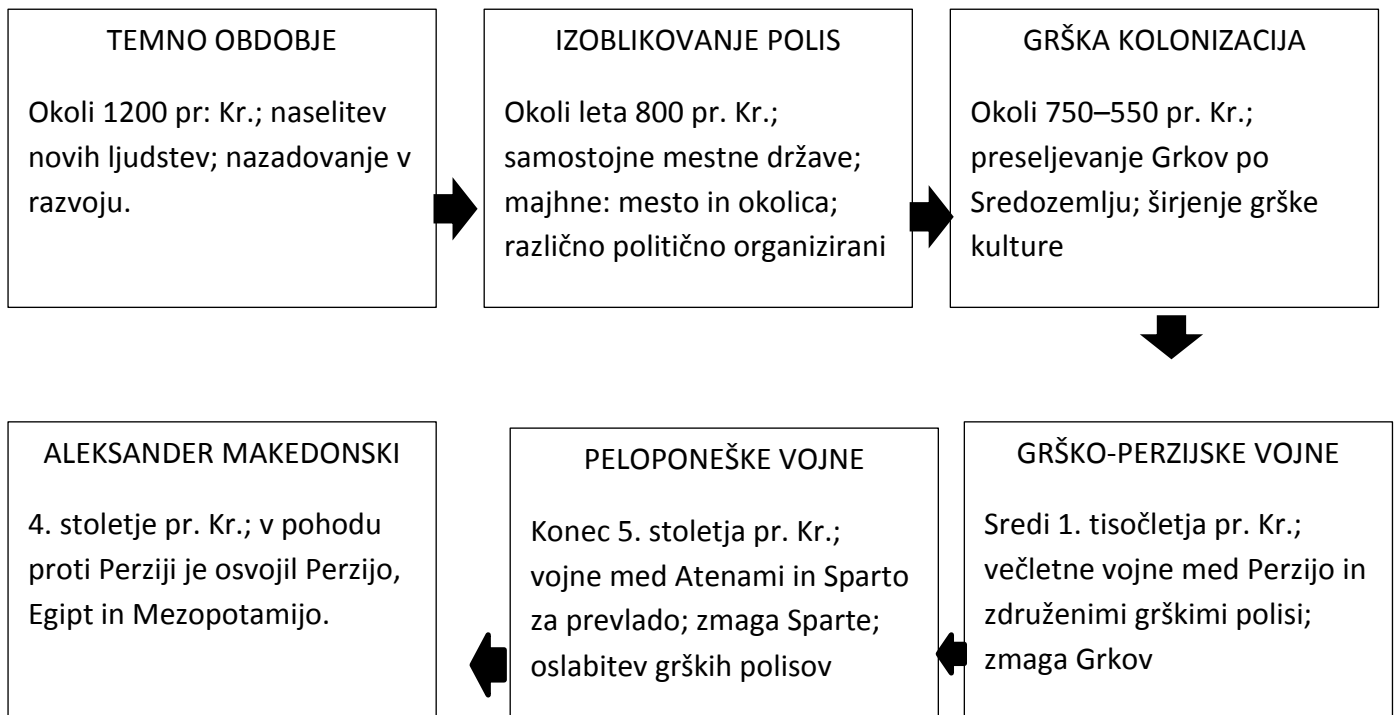 TEMNO OBDOBJE
Okoli 1200 pr: Kr.; naselitev
novih ljudstev; nazadovanje v
razvoju.
IZOBLIKOVANJE POLIS
Okoli leta 800 pr. Kr.;
samostojne mestne države;
majhne: mesto in okolica;
različno politično organizirani
GRŠKA KOLONIZACIJA
Okoli 750–550 pr. Kr.;
preseljevanje Grkov po
Sredozemlju; širjenje grške
kulture
GRŠKO-PERZIJSKE VOJNE
Sredi 1. tisočletja pr. Kr.;
večletne vojne med Perzijo in
združenimi grškimi polisi;
zmaga Grkov
PELOPONEŠKE VOJNE
Konec 5. stoletja pr. Kr.;
vojne med Atenami in Sparto
za prevlado; zmaga Sparte;
oslabitev grških polisov
ALEKSANDER MAKEDONSKI
4. stoletje pr. Kr.; v pohodu
proti Perziji je osvojil Perzijo,
Egipt in Mezopotamijo.